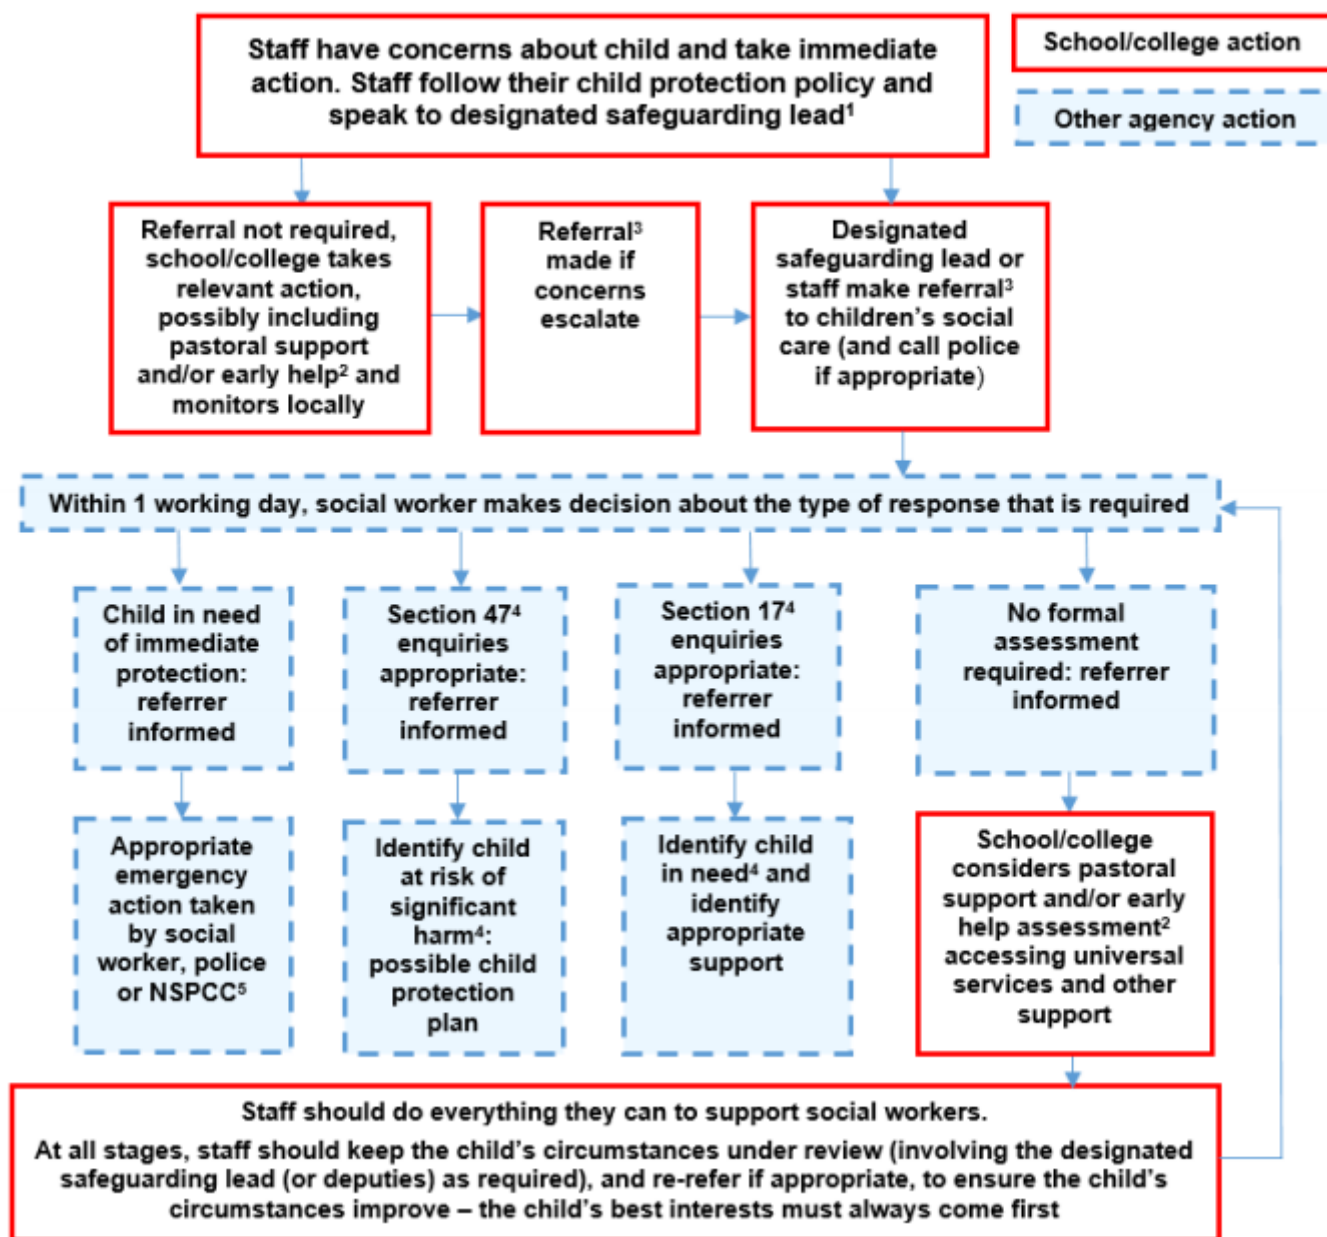 Staff have concerns about child and take immediate
action. Staff follow their child protection policy and
speak to designated safeguarding lead¹
School/college action
Other agency action
Referral not required,
school/college takes
relevant action,
possibly including
pastoral support
and/or early help² and
monitors locally
Referral³
made if
concerns
escalate
Designated
safeguarding lead or
staff make referral³
to children's social
care (and call police
if appropriate)
Within 1 working day, social worker makes decision about the type of response that is required
Child in need
of immediate
protection:
referrer
informed
Section 47⁴
enquiries
appropriate:
referrer
informed
Section 17⁴
enquiries
appropriate:
referrer
informed
No formal
assessment
required: referrer
informed
Appropriate
emergency
action taken
by social
worker, police
or NSPCC⁵
Identify child
at risk of
significant
harm⁴:
possible child
protection
plan
Identify child
in need⁴ and
identify
appropriate
support
School/college
considers pastoral
support and/or early
help assessment²
accessing universal
services and other
support
Staff should do everything they can to support social workers.
At all stages, staff should keep the child's circumstances under review (involving the designated
safeguarding lead (or deputies) as required), and re-refer if appropriate, to ensure the child's
circumstances improve – the child's best interests must always come first